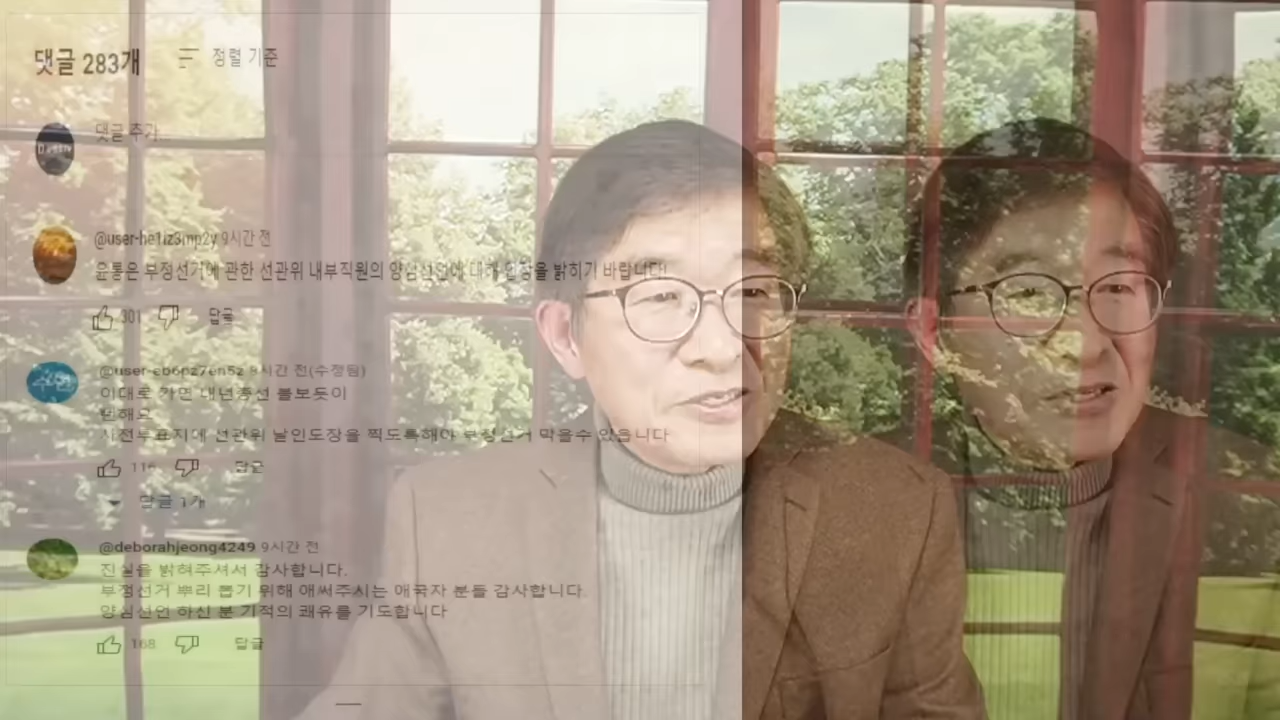 댓글 283개
정렬 기준
댓글 추가...
@user-he1iz3mp2y 9시간 전
윤통은 부정선거에 관한 선관위 내부직원의 양심선언에 대해 입장을 밝히기 바랍니다!
301 답글
@user-eb6pz7en5z 9시간 전(수정됨)
이대로 가면 내년총선 불보듯이
뻔해요
사전투표지에 선관위 날인도장을 찍도록해야 부정선거 막을수 있읍니다
116 답글
답글 1개
@deborahjeong4249 9시간 전
진실을 밝혀주셔서 감사합니다.
부정선거 뿌리 뽑기 위해 애써주시는 애국자 분들 감사합니다.
양심선언 하신 분 기적의 쾌유를 기도합니다
168 답글